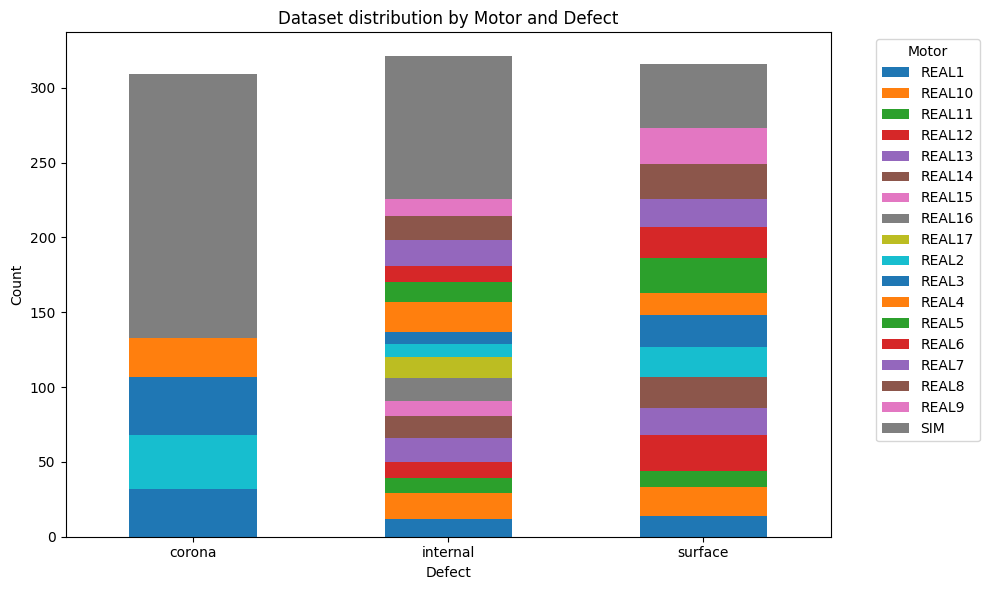 Dataset distribution by Motor and Defect
Count
300
250
200
150
100
50
0
corona
internal
surface
Defect
Motor
REAL1
REAL10
REAL11
REAL12
REAL13
REAL14
REAL15
REAL16
REAL17
REAL2
REAL3
REAL4
REAL5
REAL6
REAL7
REAL8
REAL9
SIM